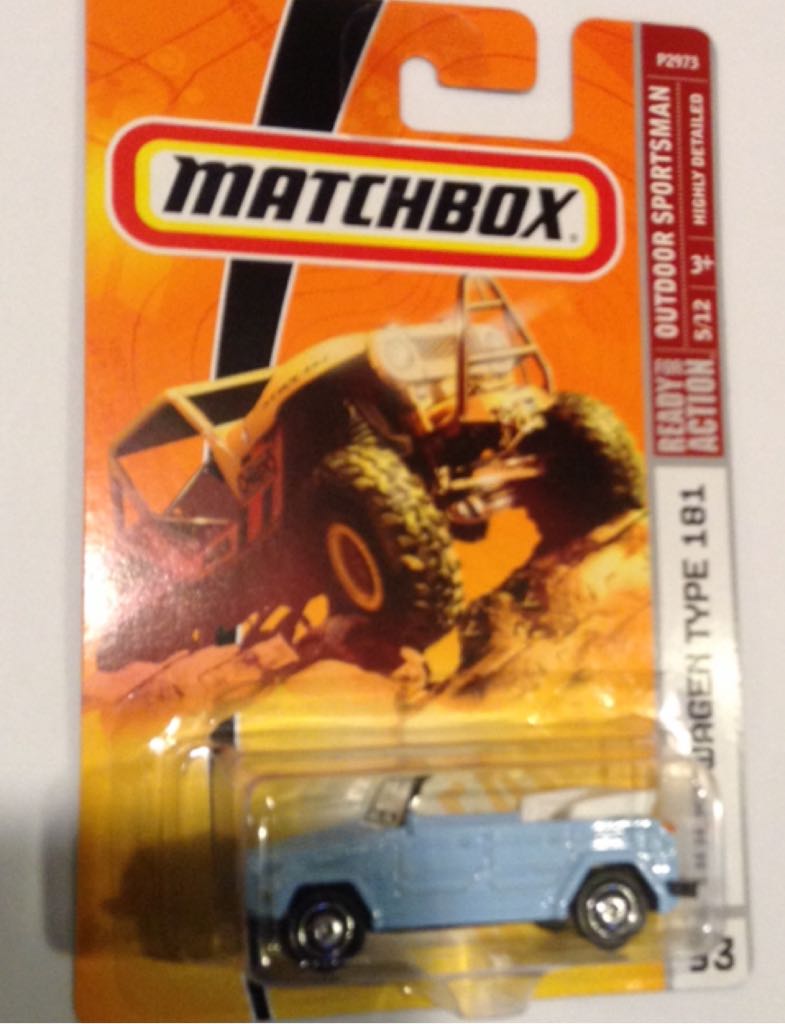 P2973
MATCHBOX
OUTDOOR SPORTSMAN
HIGHLY DETAILED
3+
5/12
READY FOR
ACTION
WAGEN TYPE 181